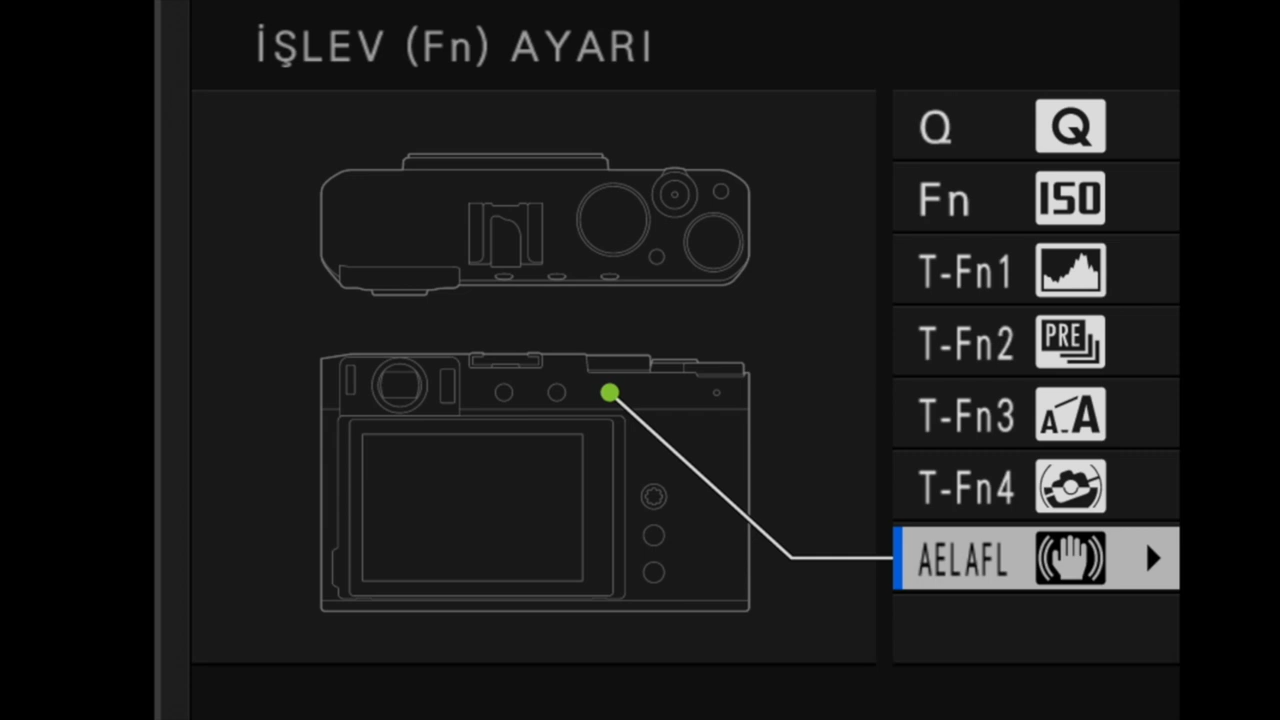 İŞLEV (Fn) AYARI
Q Q
Fn ISO
T-Fn1
T-Fn2 PRE
T-Fn3 A A
T-Fn4
AELAFL